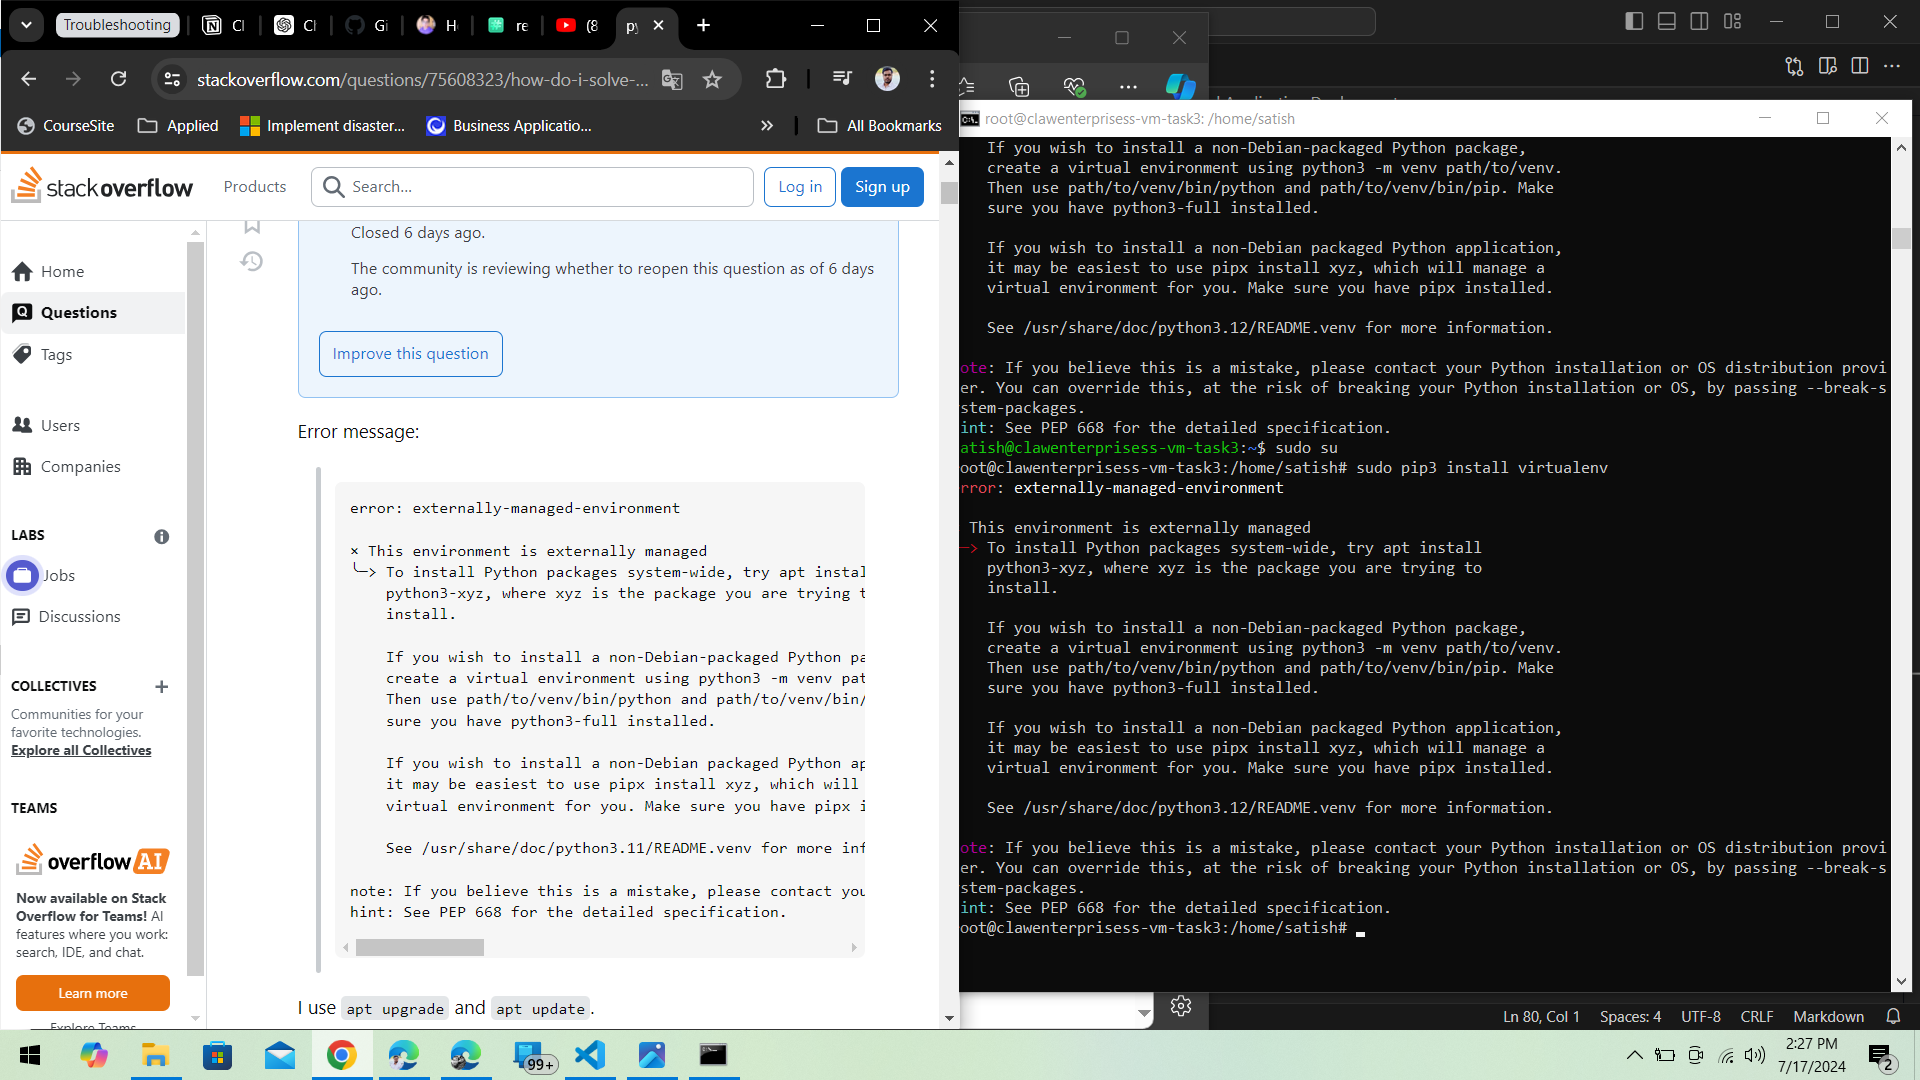 Troubleshooting
Cl
Cl
Gi
H
re
(8
py
stackoverflow.com/questions/75608323/how-do-i-solve-...
CourseSite
Applied
Implement disaster...
Business Applicatio...
»
All Bookmarks
stackoverflow
Products
Search...
Log in
Sign up
Home
Questions
Tags
Users
Companies
LABS
Jobs
Discussions
COLLECTIVES
Communities for your
favorite technologies.
Explore all Collectives
TEAMS
overflowAI
Now available on Stack
Overflow for Teams! AI
features where you work:
search, IDE, and chat.
Learn more
Explore Teams
Closed 6 days ago.
The community is reviewing whether to reopen this question as of 6 days
ago.
Improve this question
Error message:
error: externally-managed-environment
× This environment is externally managed
╰─> To install Python packages system-wide, try apt instal
python3-xyz, where xyz is the package you are trying t
install.
If you wish to install a non-Debian-packaged Python pa
create a virtual environment using python3 -m venv pat
Then use path/to/venv/bin/python and path/to/venv/bin/
sure you have python3-full installed.
If you wish to install a non-Debian packaged Python ap
it may be easiest to use pipx install xyz, which will
virtual environment for you. Make sure you have pipx i
See /usr/share/doc/python3.11/README.venv for more inf
note: If you believe this is a mistake, please contact you
hint: See PEP 668 for the detailed specification.
I use apt upgrade and apt update.
root@clawenterprisess-vm-task3: /home/satish
If you wish to install a non-Debian-packaged Python package,
create a virtual environment using python3 -m venv path/to/venv.
Then use path/to/venv/bin/python and path/to/venv/bin/pip. Make
sure you have python3-full installed.
If you wish to install a non-Debian packaged Python application,
it may be easiest to use pipx install xyz, which will manage a
virtual environment for you. Make sure you have pipx installed.
See /usr/share/doc/python3.12/README.venv for more information.
ote: If you believe this is a mistake, please contact your Python installation or OS distribution provi
er. You can override this, at the risk of breaking your Python installation or OS, by passing --break-s
stem-packages.
int: See PEP 668 for the detailed specification.
atish@clawenterprisess-vm-task3:~$ sudo su
oot@clawenterprisess-vm-task3:/home/satish# sudo pip3 install virtualenv
rror: externally-managed-environment
This environment is externally managed
─> To install Python packages system-wide, try apt install
python3-xyz, where xyz is the package you are trying to
install.
If you wish to install a non-Debian-packaged Python package,
create a virtual environment using python3 -m venv path/to/venv.
Then use path/to/venv/bin/python and path/to/venv/bin/pip. Make
sure you have python3-full installed.
If you wish to install a non-Debian packaged Python application,
it may be easiest to use pipx install xyz, which will manage a
virtual environment for you. Make sure you have pipx installed.
See /usr/share/doc/python3.12/README.venv for more information.
ote: If you believe this is a mistake, please contact your Python installation or OS distribution provi
er. You can override this, at the risk of breaking your Python installation or OS, by passing --break-s
stem-packages.
int: See PEP 668 for the detailed specification.
oot@clawenterprisess-vm-task3:/home/satish#
Ln 80, Col 1
Spaces: 4
UTF-8
CRLF
Markdown
99+
2:27 PM
7/17/2024
2